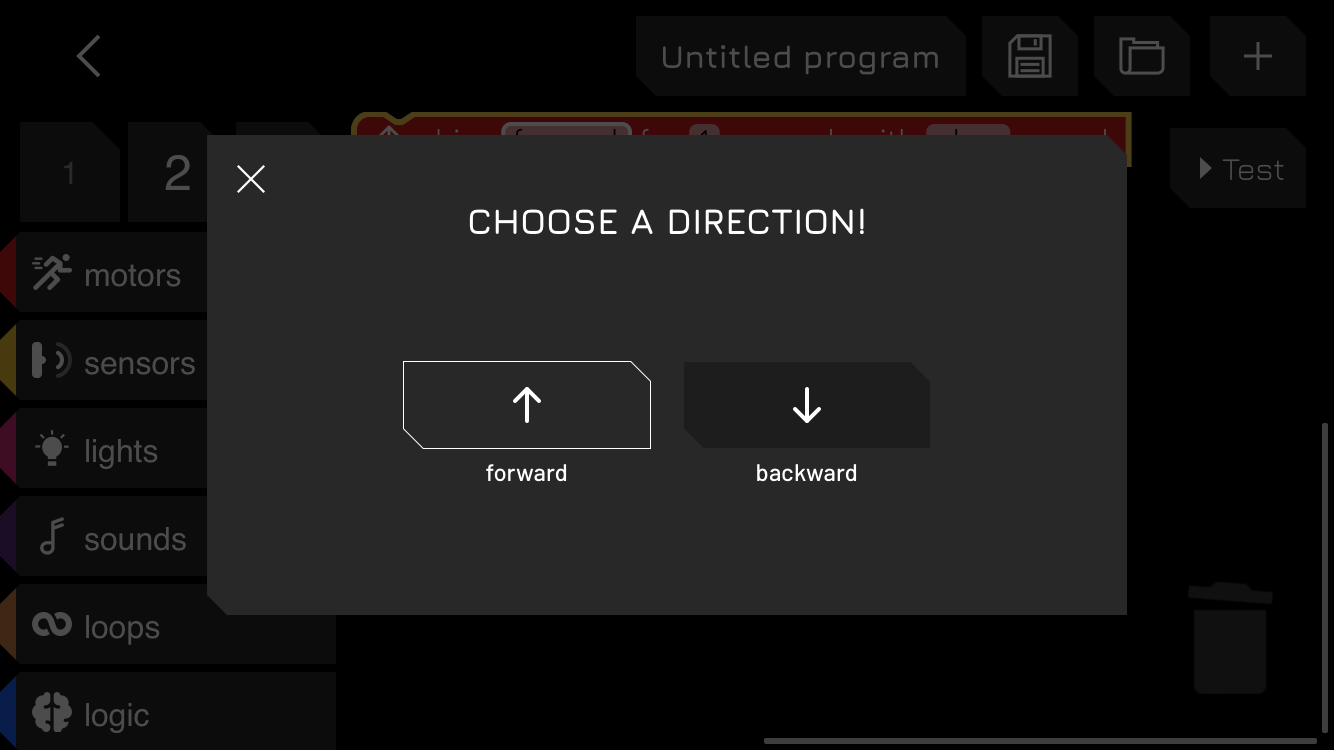 Untitled program
1
2
Test
CHOOSE A DIRECTION!
motors
sensors
lights
sounds
loops
logic
forward
backward